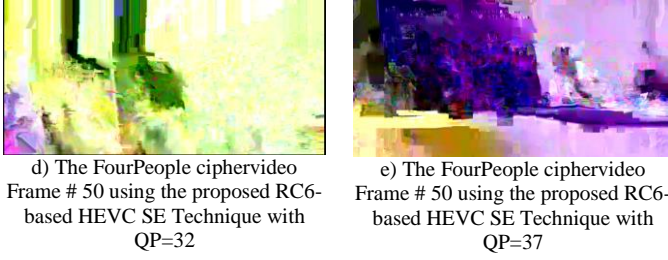 d) The FourPeople ciphervideo
Frame # 50 using the proposed RC6-
based HEVC SE Technique with
QP=32
e) The FourPeople ciphervideo
Frame # 50 using the proposed RC6-
based HEVC SE Technique with
QP=37